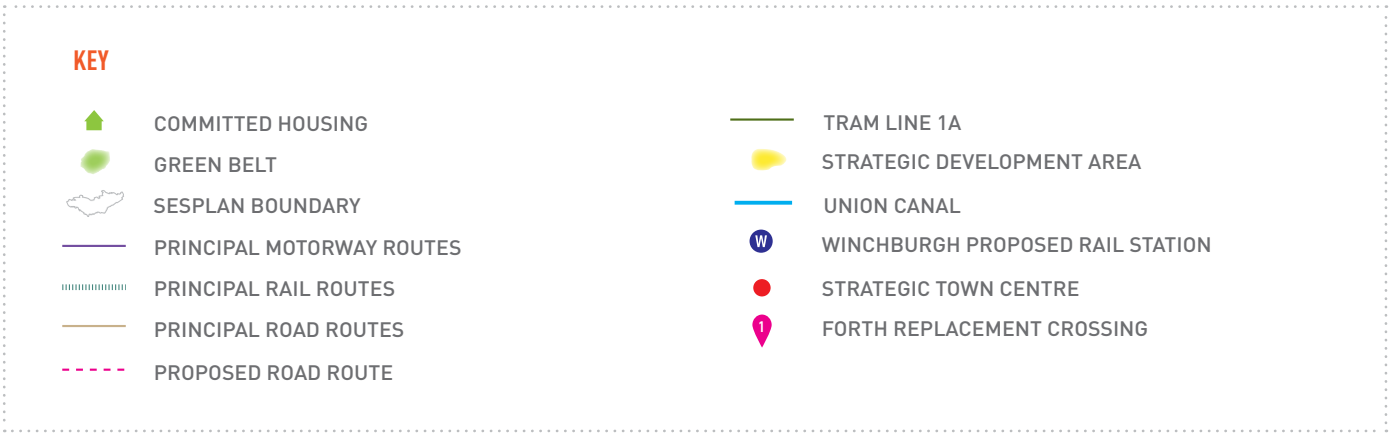 KEY
COMMITTED HOUSING
GREEN BELT
SESPLAN BOUNDARY
PRINCIPAL MOTORWAY ROUTES
PRINCIPAL RAIL ROUTES
PRINCIPAL ROAD ROUTES
PROPOSED ROAD ROUTE
TRAM LINE 1A
STRATEGIC DEVELOPMENT AREA
UNION CANAL
W WINCHBURGH PROPOSED RAIL STATION
STRATEGIC TOWN CENTRE
1 FORTH REPLACEMENT CROSSING